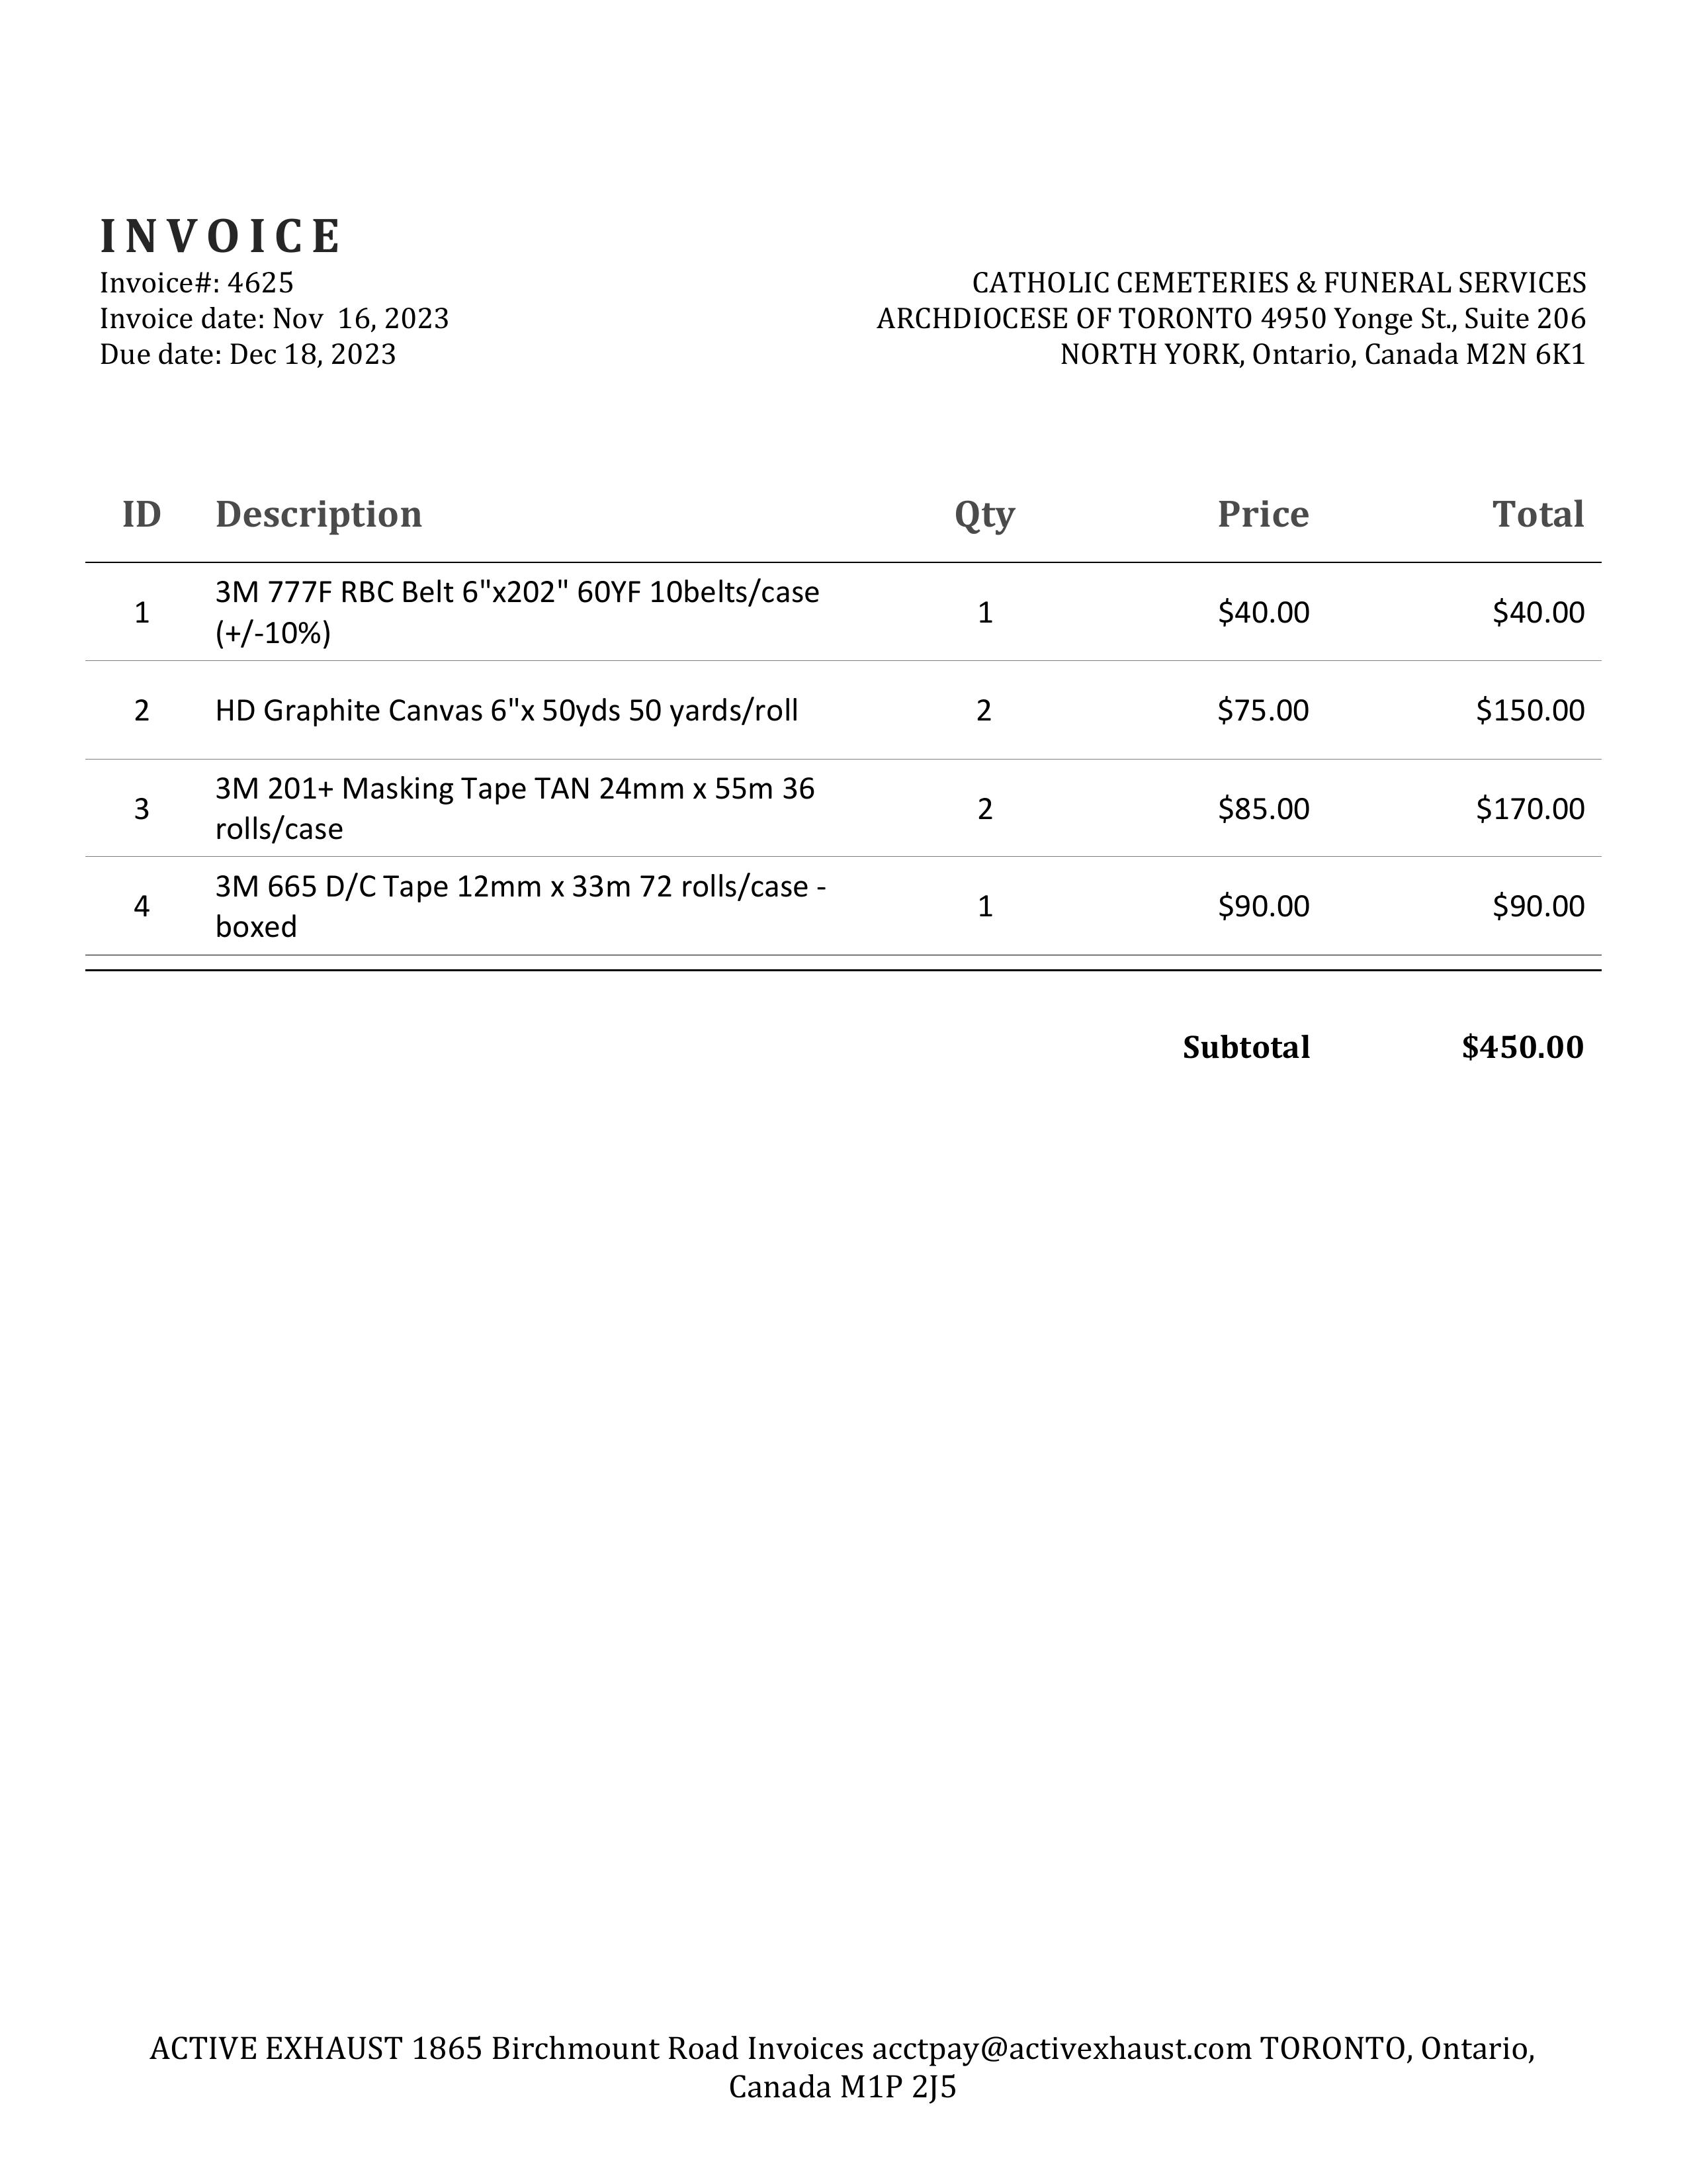 INVOICE
Invoice#: 4625
Invoice date: Nov  16, 2023
Due date: Dec 18, 2023
CATHOLIC CEMETERIES & FUNERAL SERVICES
ARCHDIOCESE OF TORONTO 4950 Yonge St., Suite 206
NORTH YORK, Ontario, Canada M2N 6K1
ID Description Qty Price Total
1 3M 777F RBC Belt 6"x202" 60YF 10belts/case
(+/-10%) 1 $40.00 $40.00
2 HD Graphite Canvas 6"x 50yds 50 yards/roll 2 $75.00 $150.00
3 3M 201+ Masking Tape TAN 24mm x 55m 36
rolls/case 2 $85.00 $170.00
4 3M 665 D/C Tape 12mm x 33m 72 rolls/case -
boxed 1 $90.00 $90.00
Subtotal $450.00
ACTIVE EXHAUST 1865 Birchmount Road Invoices acctpay@activexhaust.com TORONTO, Ontario,
Canada M1P 2J5